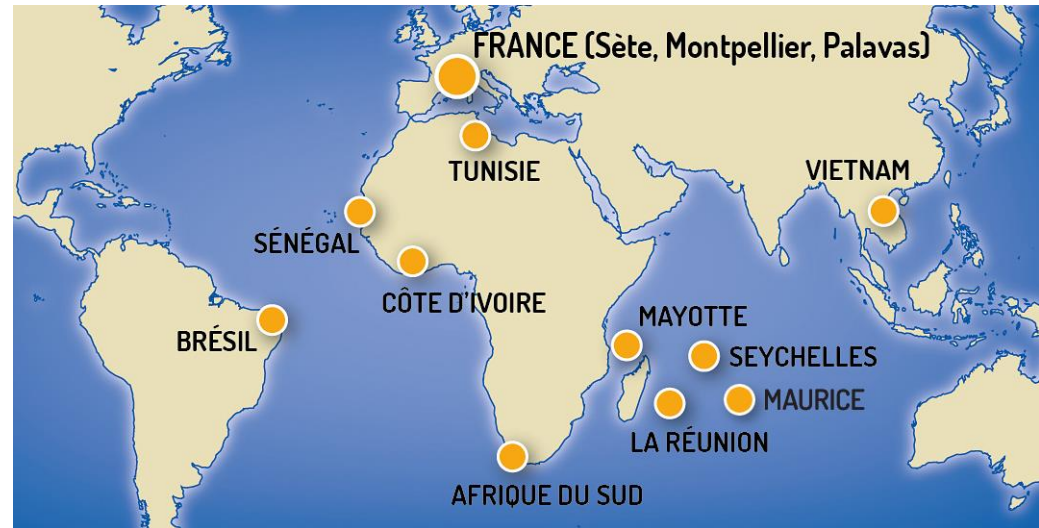 FRANCE (Sète, Montpellier, Palavas)
TUNISIE
VIETNAM
SÉNÉGAL
CÔTE D'IVOIRE
BRÉSIL
MAYOTTE
SEYCHELLES
MAURICE
LA RÉUNION
AFRIQUE DU SUD